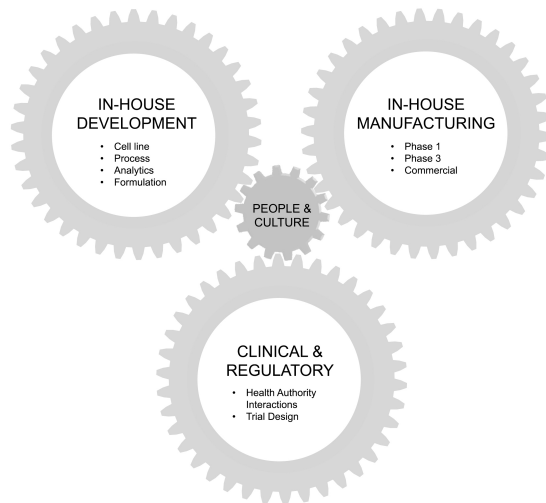 IN-HOUSE
DEVELOPMENT
• Cell line
• Process
• Analytics
• Formulation
IN-HOUSE
MANUFACTURING
• Phase 1
• Phase 3
• Commercial
PEOPLE &
CULTURE
CLINICAL &
REGULATORY
• Health Authority
Interactions
• Trial Design